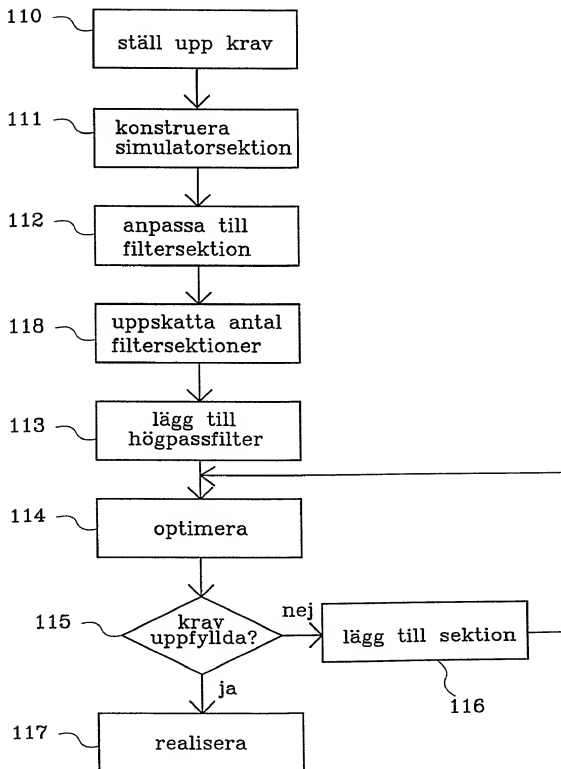 110
ställ upp krav
111
konstruera
simulatorsektion
112
anpassa till
filtersektion
118
uppskatta antal
filtersektioner
113
lägg till
högpassfilter
114
optimera
115
krav
uppfyllda?
nej
lägg till sektion
116
ja
117
realisera